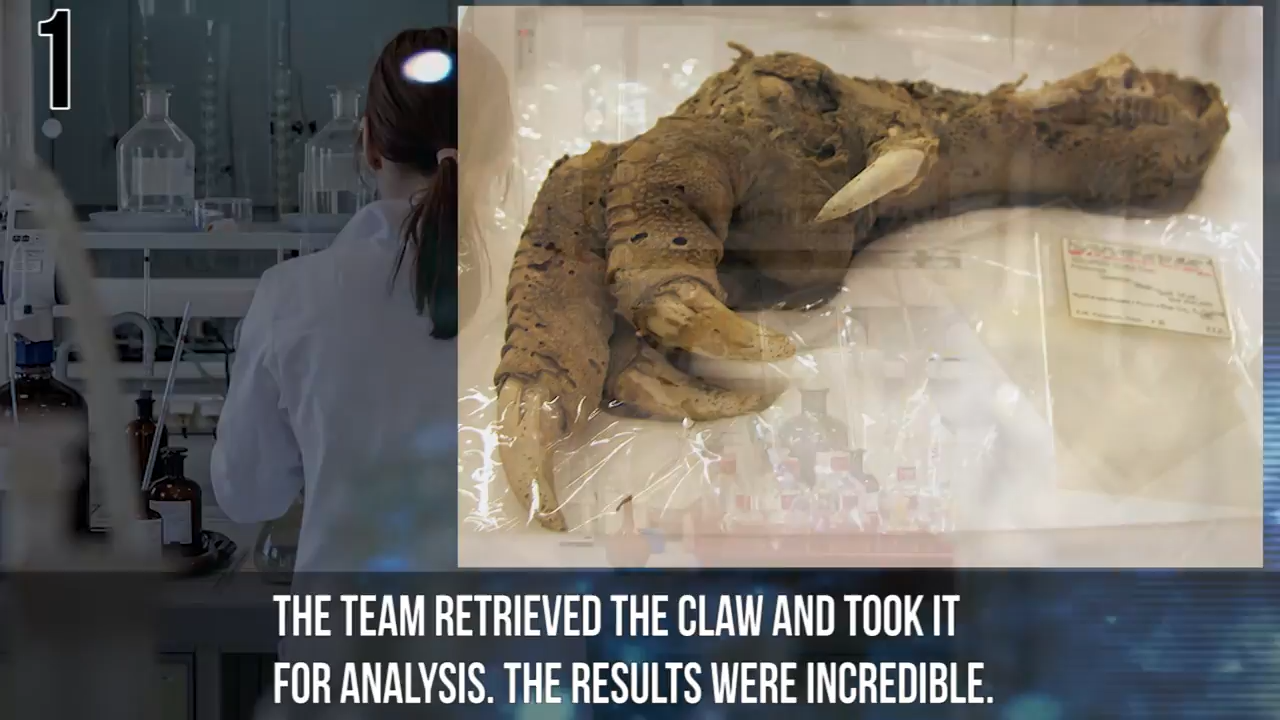 1
THE TEAM RETRIEVED THE CLAW AND TOOK IT
FOR ANALYSIS. THE RESULTS WERE INCREDIBLE.